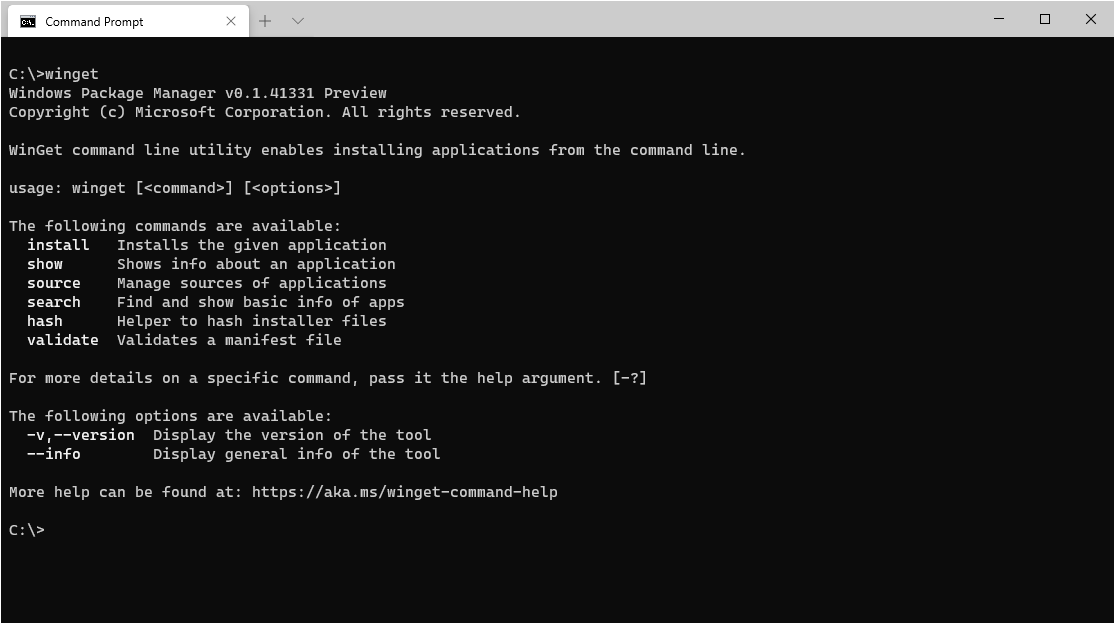 Command Prompt
C:\>winget
Windows Package Manager v0.1.41331 Preview
Copyright (c) Microsoft Corporation. All rights reserved.
WinGet command line utility enables installing applications from the command line.
usage: winget [<command>] [<options>]
The following commands are available:
install   Installs the given application
show      Shows info about an application
source    Manage sources of applications
search    Find and show basic info of apps
hash      Helper to hash installer files
validate  Validates a manifest file
For more details on a specific command, pass it the help argument. [-?]
The following options are available:
-v,--version  Display the version of the tool
--info        Display general info of the tool
More help can be found at: https://aka.ms/winget-command-help
C:\>